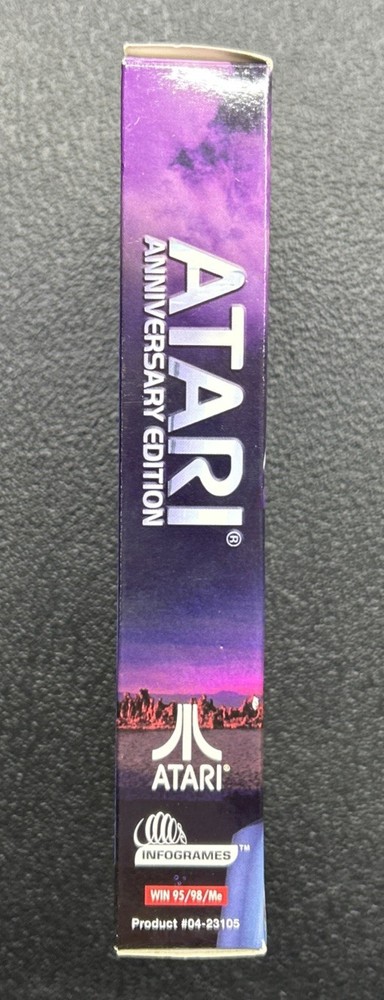 ATARI®
ANNIVERSARY EDITION
ATARI®
INFOGRAMES™
WIN 95/98/Me
Product #04-23105